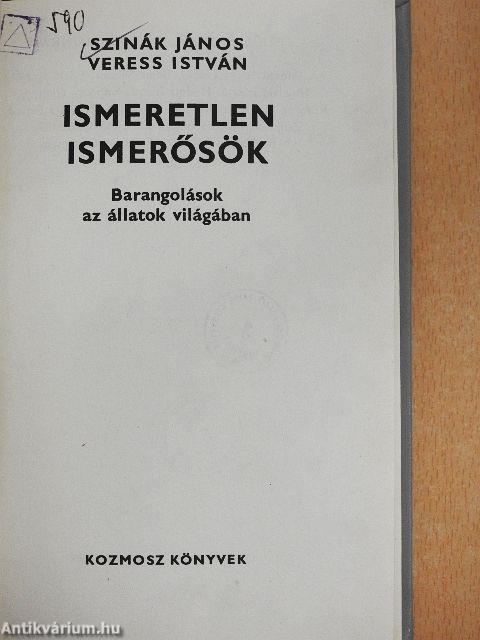 590
SZINÁK JÁNOS
VERESS ISTVÁN
ISMERETLEN
ISMERŐSÖK
Barangolások
az állatok világában
KOZMOSZ KÖNYVEK
Antikvárium.hu